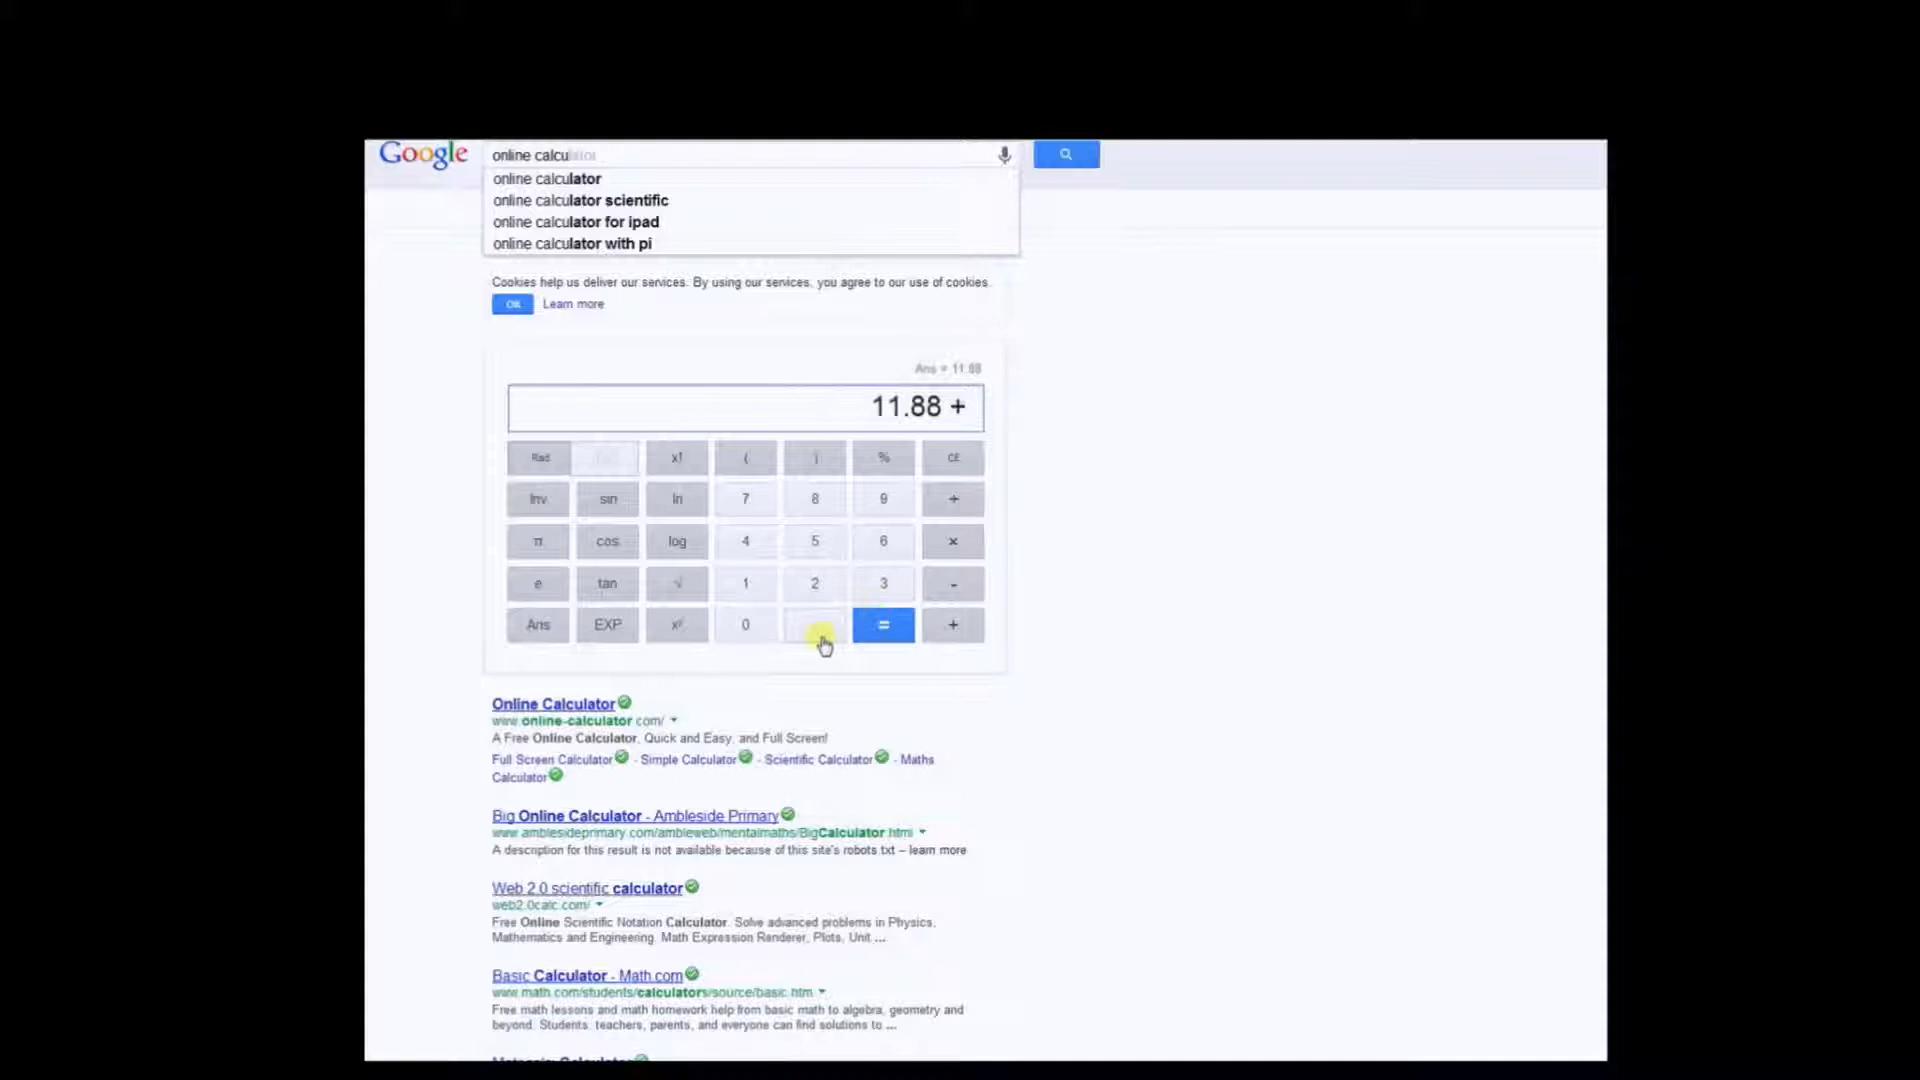 Google
online calculator
online calculator
online calculator scientific
online calculator for ipad
online calculator with pi
Cookies help us deliver our services. By using our services, you agree to our use of cookies.
OK Learn more
Ans = 11.88
11.88 +
Rad x! ( ) % CE
Inv sin ln 7 8 9 ÷
π cos log 4 5 6 ×
e tan √ 1 2 3 -
Ans EXP xʸ 0 = +
Online Calculator
www.online-calculator.com/
A Free Online Calculator, Quick and Easy, and Full Screen!
Full Screen Calculator - Simple Calculator - Scientific Calculator - Maths
Calculator
Big Online Calculator - Ambleside Primary
www.amblesideprimary.com/ambleweb/mentalmaths/BigCalculator.html
A description for this result is not available because of this site's robots.txt – learn more
Web 2.0 scientific calculator
web2.0calc.com/
Free Online Scientific Notation Calculator. Solve advanced problems in Physics,
Mathematics and Engineering. Math Expression Renderer, Plots, Unit ...
Basic Calculator - Math.com
www.math.com/students/calculators/source/basic.htm
Free math lessons and math homework help from basic math to algebra, geometry and
beyond. Students, teachers, parents, and everyone can find solutions to ...
Calculator